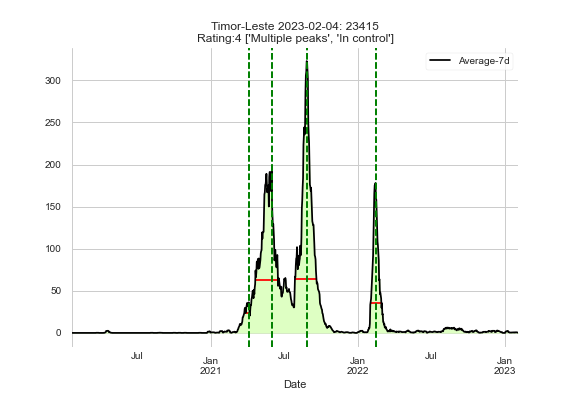 Timor-Leste 2023-02-04: 23415
Rating:4 ['Multiple peaks', 'In control']
Average-7d
300
250
200
150
100
50
0
Jul
Jan
2021
Jul
Jan
2022
Jul
Jan
2023
Date